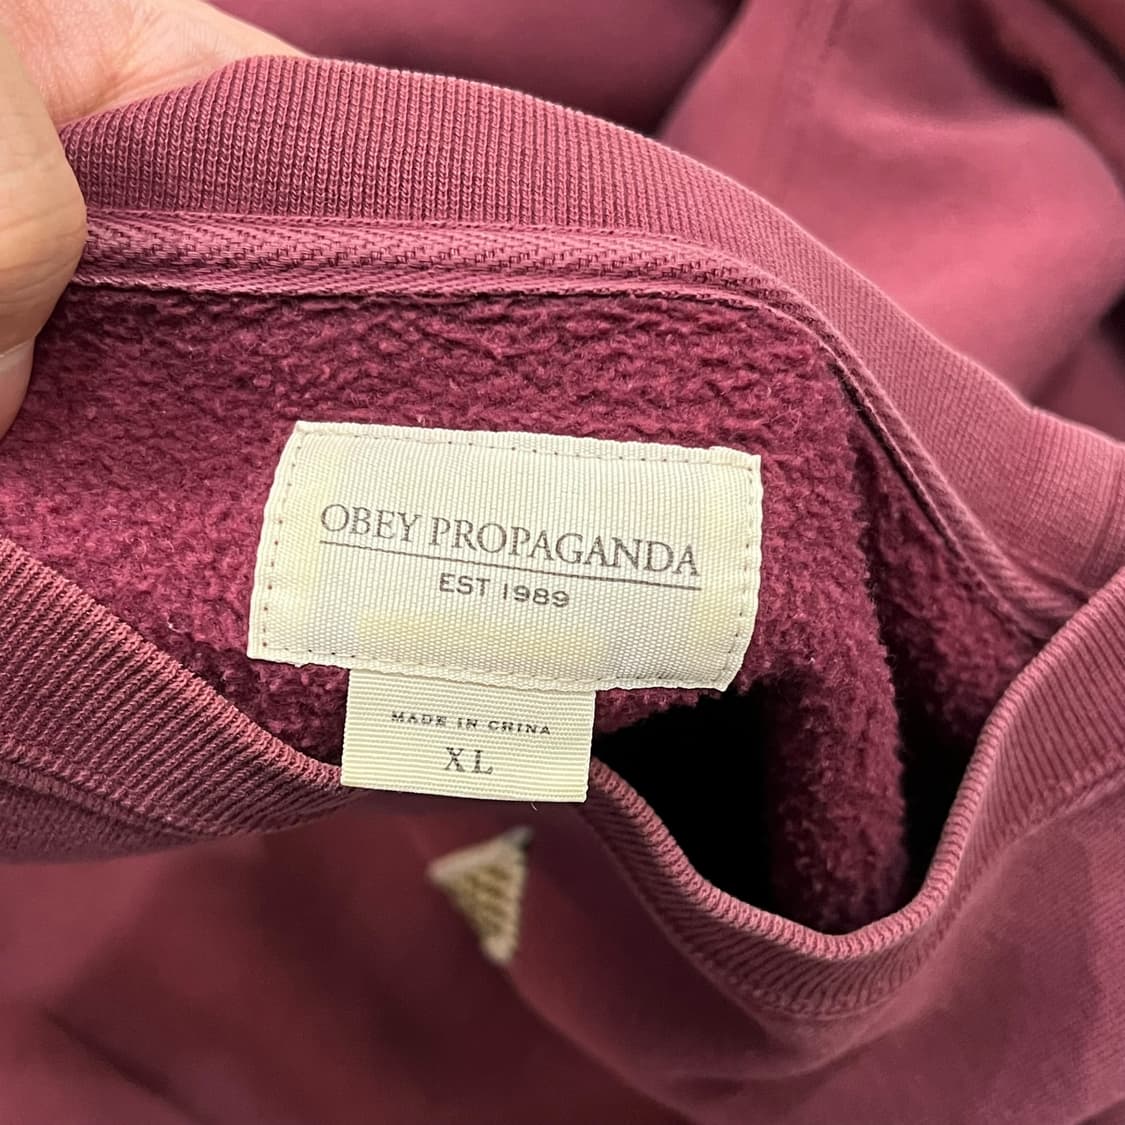 OBEY PROPAGANDA
EST 1989
MADE IN CHINA
XL